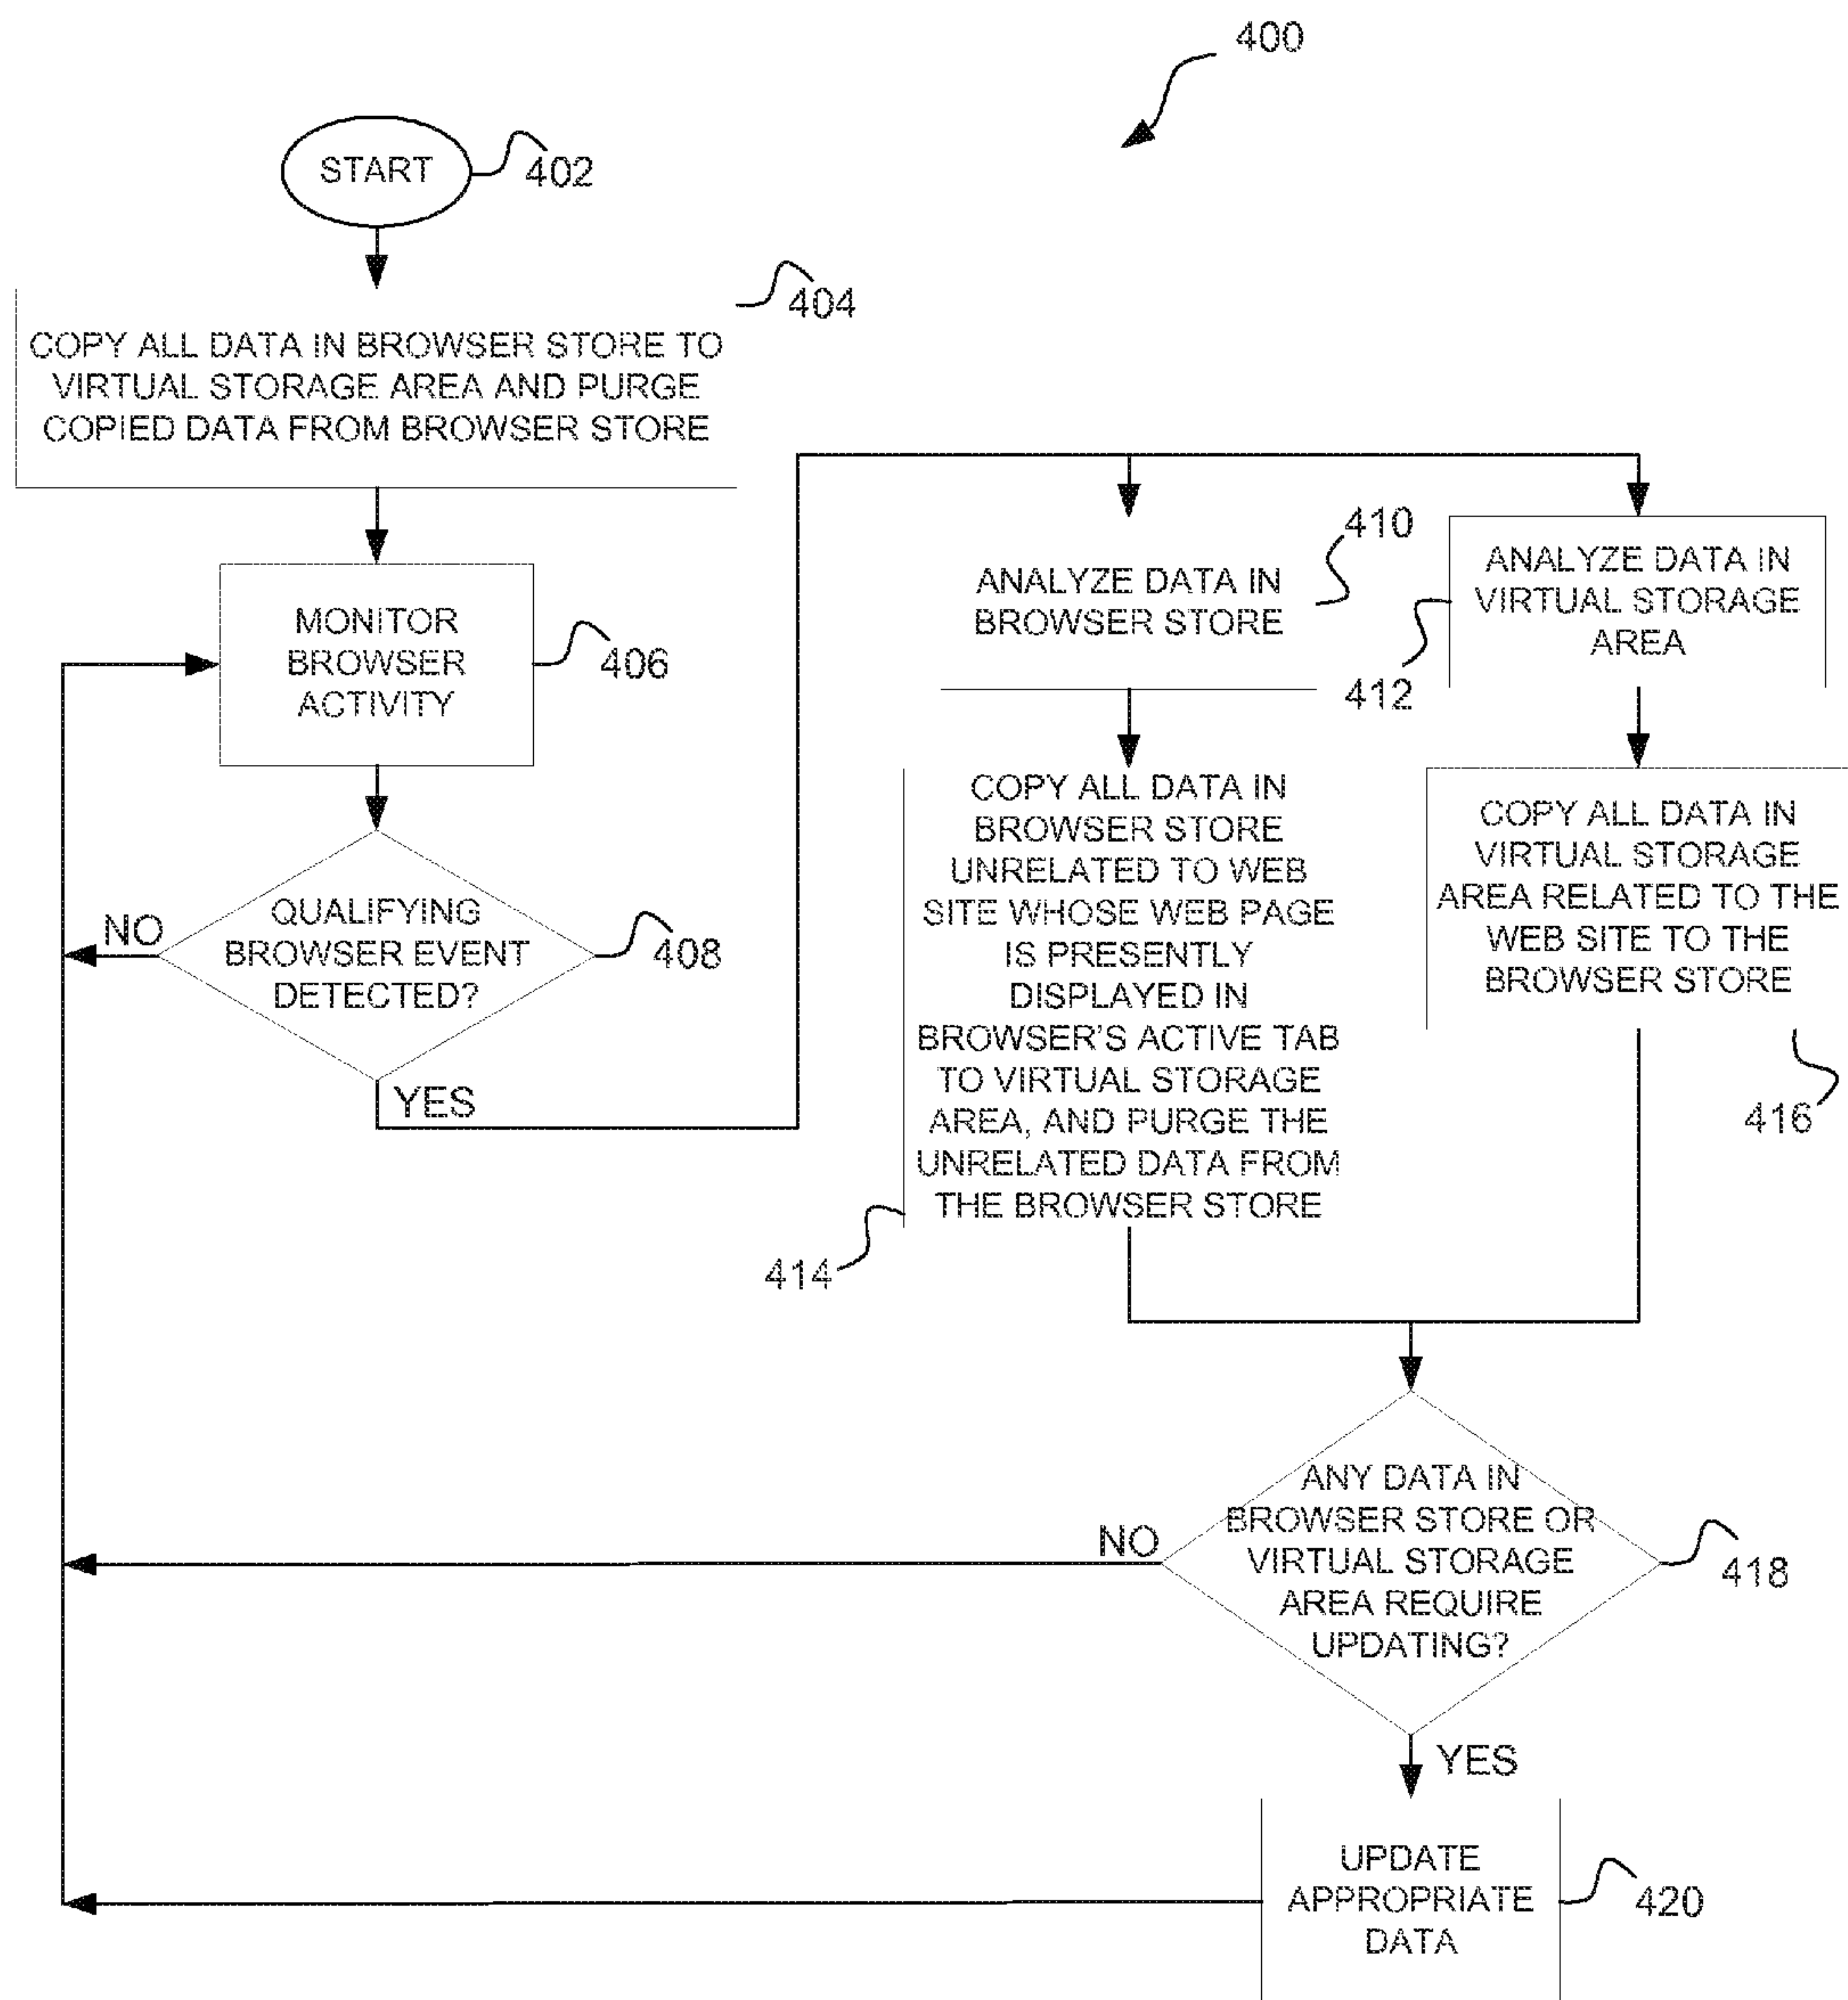 400
START
402
404
COPY ALL DATA IN BROWSER STORE TO
VIRTUAL STORAGE AREA AND PURGE
COPIED DATA FROM BROWSER STORE
MONITOR
BROWSER
ACTIVITY
406
QUALIFYING
BROWSER EVENT
DETECTED?
408
NO
YES
410
ANALYZE DATA IN
BROWSER STORE
ANALYZE DATA IN
VIRTUAL STORAGE
AREA
412
COPY ALL DATA IN
BROWSER STORE
UNRELATED TO WEB
SITE WHOSE WEB PAGE
IS PRESENTLY
DISPLAYED IN
BROWSER'S ACTIVE TAB
TO VIRTUAL STORAGE
AREA, AND PURGE THE
UNRELATED DATA FROM
THE BROWSER STORE
414
COPY ALL DATA IN
VIRTUAL STORAGE
AREA RELATED TO THE
WEB SITE TO THE
BROWSER STORE
416
ANY DATA IN
BROWSER STORE OR
VIRTUAL STORAGE
AREA REQUIRE
UPDATING?
418
NO
YES
UPDATE
APPROPRIATE
DATA
420